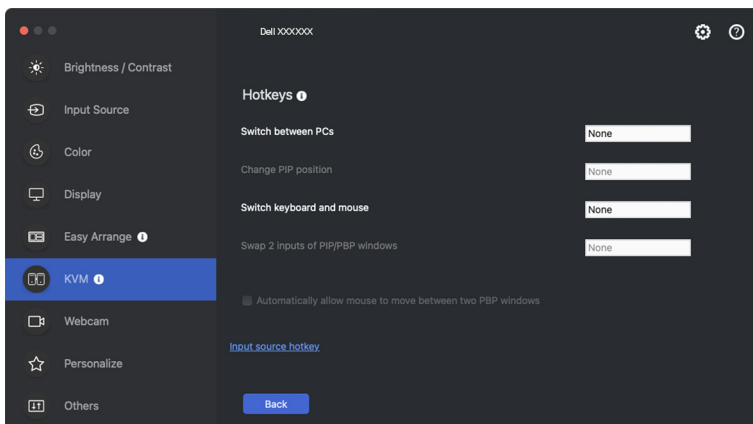 Dell XXXXXX
Brightness / Contrast
Input Source
Color
Display
Easy Arrange
KVM
Webcam
Personalize
Others
Hotkeys
Switch between PCs
None
Change PIP position
None
Switch keyboard and mouse
None
Swap 2 inputs of PIP/PBP windows
None
Automatically allow mouse to move between two PBP windows
Input source hotkey
Back